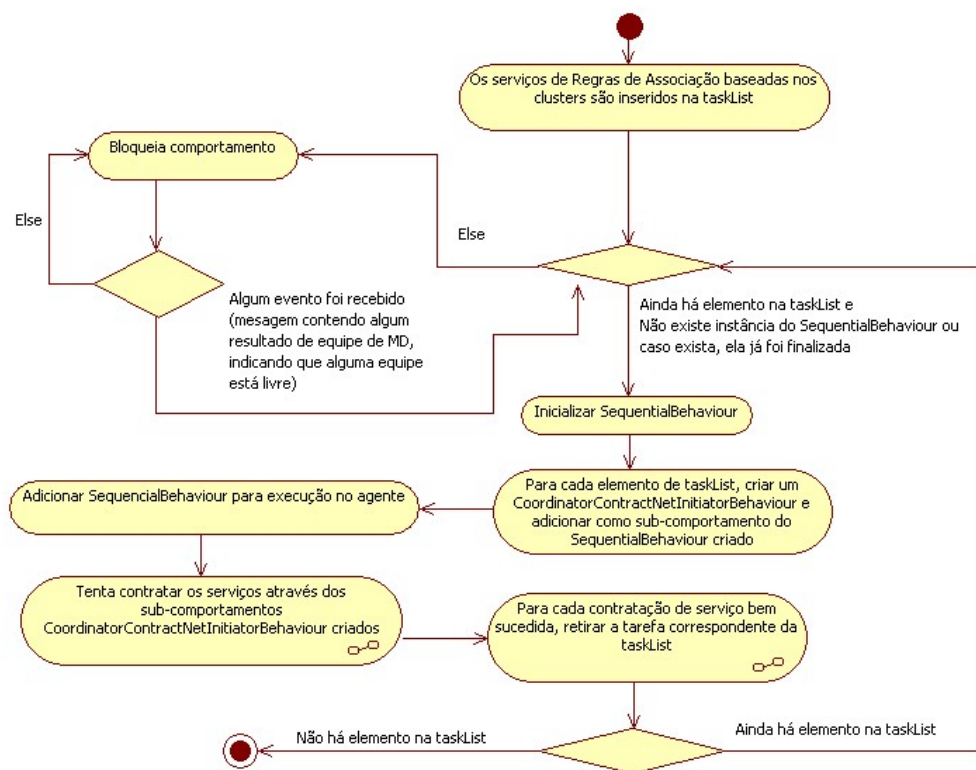 Os serviços de Regras de Associação baseadas nos
clusters são inseridos na taskList
Bloqueia comportamento
Else
Else
Algum evento foi recebido
(mesagem contendo algum
resultado de equipe de MD,
indicando que alguma equipe
está livre)
Ainda há elemento na taskList e
Não existe instância do SequentialBehaviour ou
caso exista, ela já foi finalizada
Inicializar SequentialBehaviour
Para cada elemento de taskList, criar um
CoordinatorContractNetInitiatorBehaviour e
adicionar como sub-comportamento do
SequentialBehaviour criado
Adicionar SequencialBehaviour para execução no agente
Tenta contratar os serviços através dos
sub-comportamentos
CoordinatorContractNetInitiatorBehaviour criados
Para cada contratação de serviço bem
sucedida, retirar a tarefa correspondente da
taskList
Não há elemento na taskList
Ainda há elemento na taskList